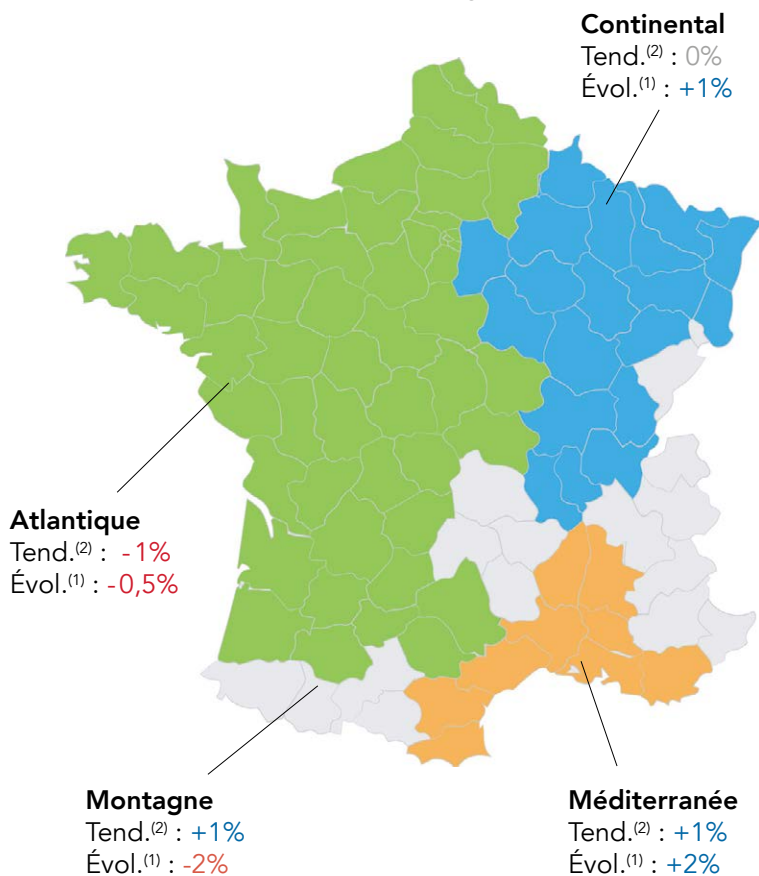 Continental
Tend.(2) : 0%
Évol.(1) : +1%
Atlantique
Tend.(2) : -1%
Évol.(1) : -0,5%
Montagne
Tend.(2) : +1%
Évol.(1) : -2%
Méditerranée
Tend.(2) : +1%
Évol.(1) : +2%